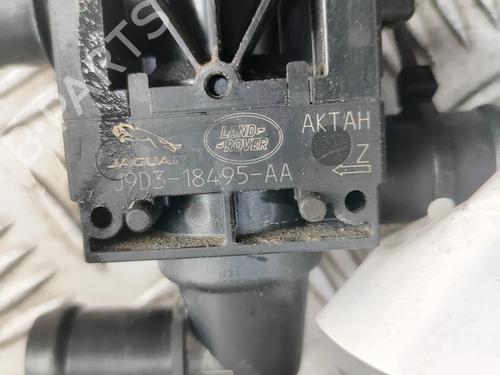 B-PARTS
LAND
ROVER
AKTAH
JAGUAR
Z
J9D3-18495-AA